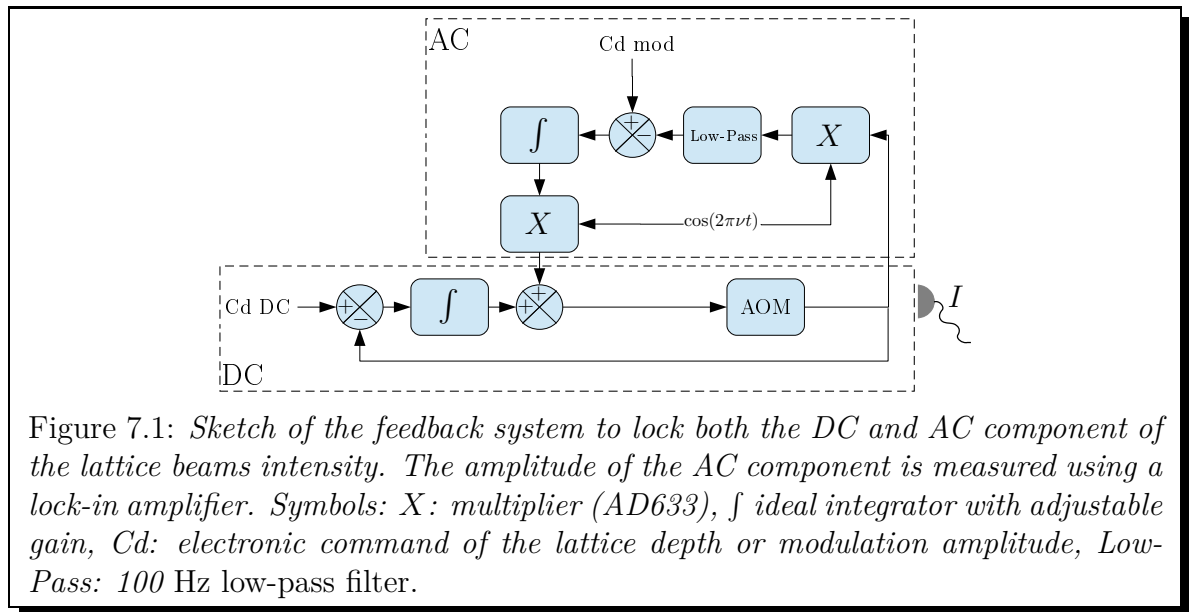 AC
Cd mod
∫
+
−
Low-Pass
X
X
cos(2πνt)
Cd DC
+
−
∫
+
+
AOM
I
DC
Figure 7.1: Sketch of the feedback system to lock both the DC and AC component of
the lattice beams intensity. The amplitude of the AC component is measured using a
lock-in amplifier. Symbols: X: multiplier (AD633), ∫ ideal integrator with adjustable
gain, Cd: electronic command of the lattice depth or modulation amplitude, Low-
Pass: 100 Hz low-pass filter.